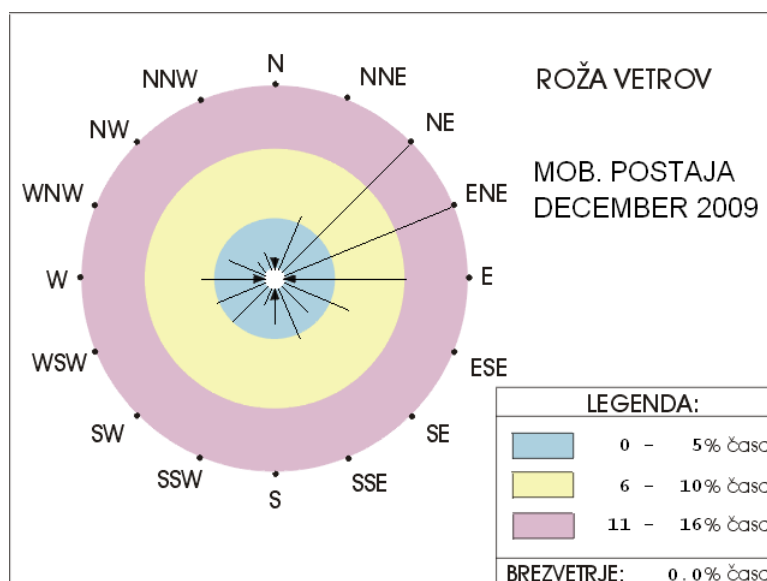 ROŽA VETROV
MOB. POSTAJA
DECEMBER 2009
N
NNE
NE
ENE
E
ESE
SE
SSE
S
SSW
SW
WSW
W
WNW
NW
NNW
LEGENDA:
0 - 5% časa
6 - 10% časa
11 - 16% časa
BREZVETRJE: 0.0% časa